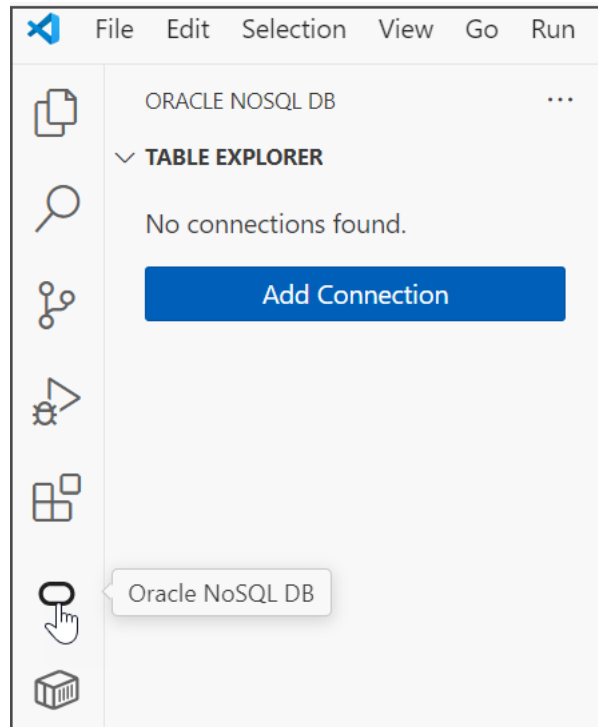 File Edit Selection View Go Run
ORACLE NOSQL DB
TABLE EXPLORER
No connections found.
Add Connection
Oracle NoSQL DB